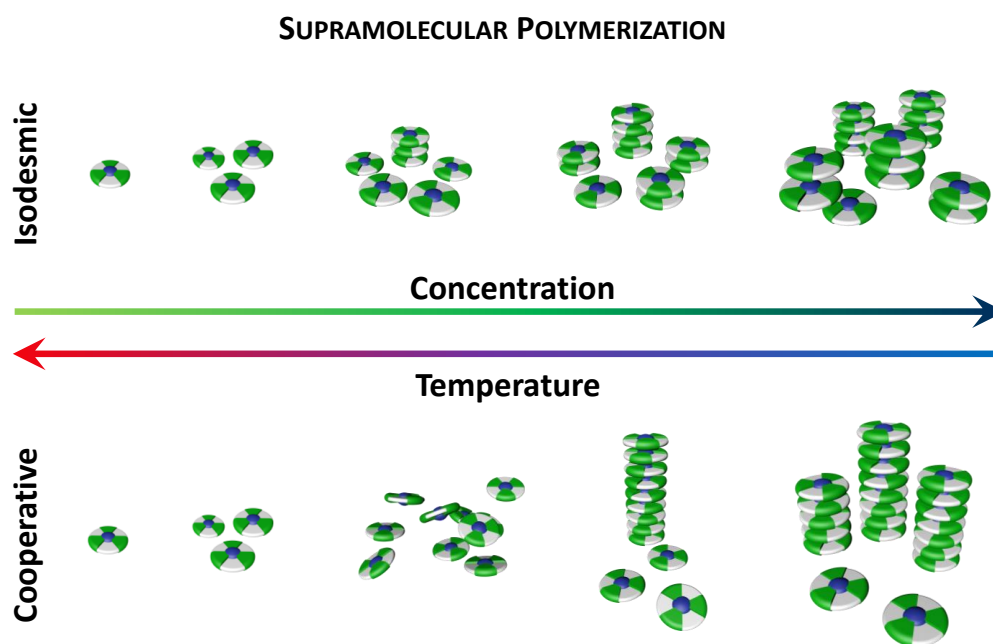 SUPRAMOLECULAR POLYMERIZATION
Isodesmic
Concentration
Temperature
Cooperative